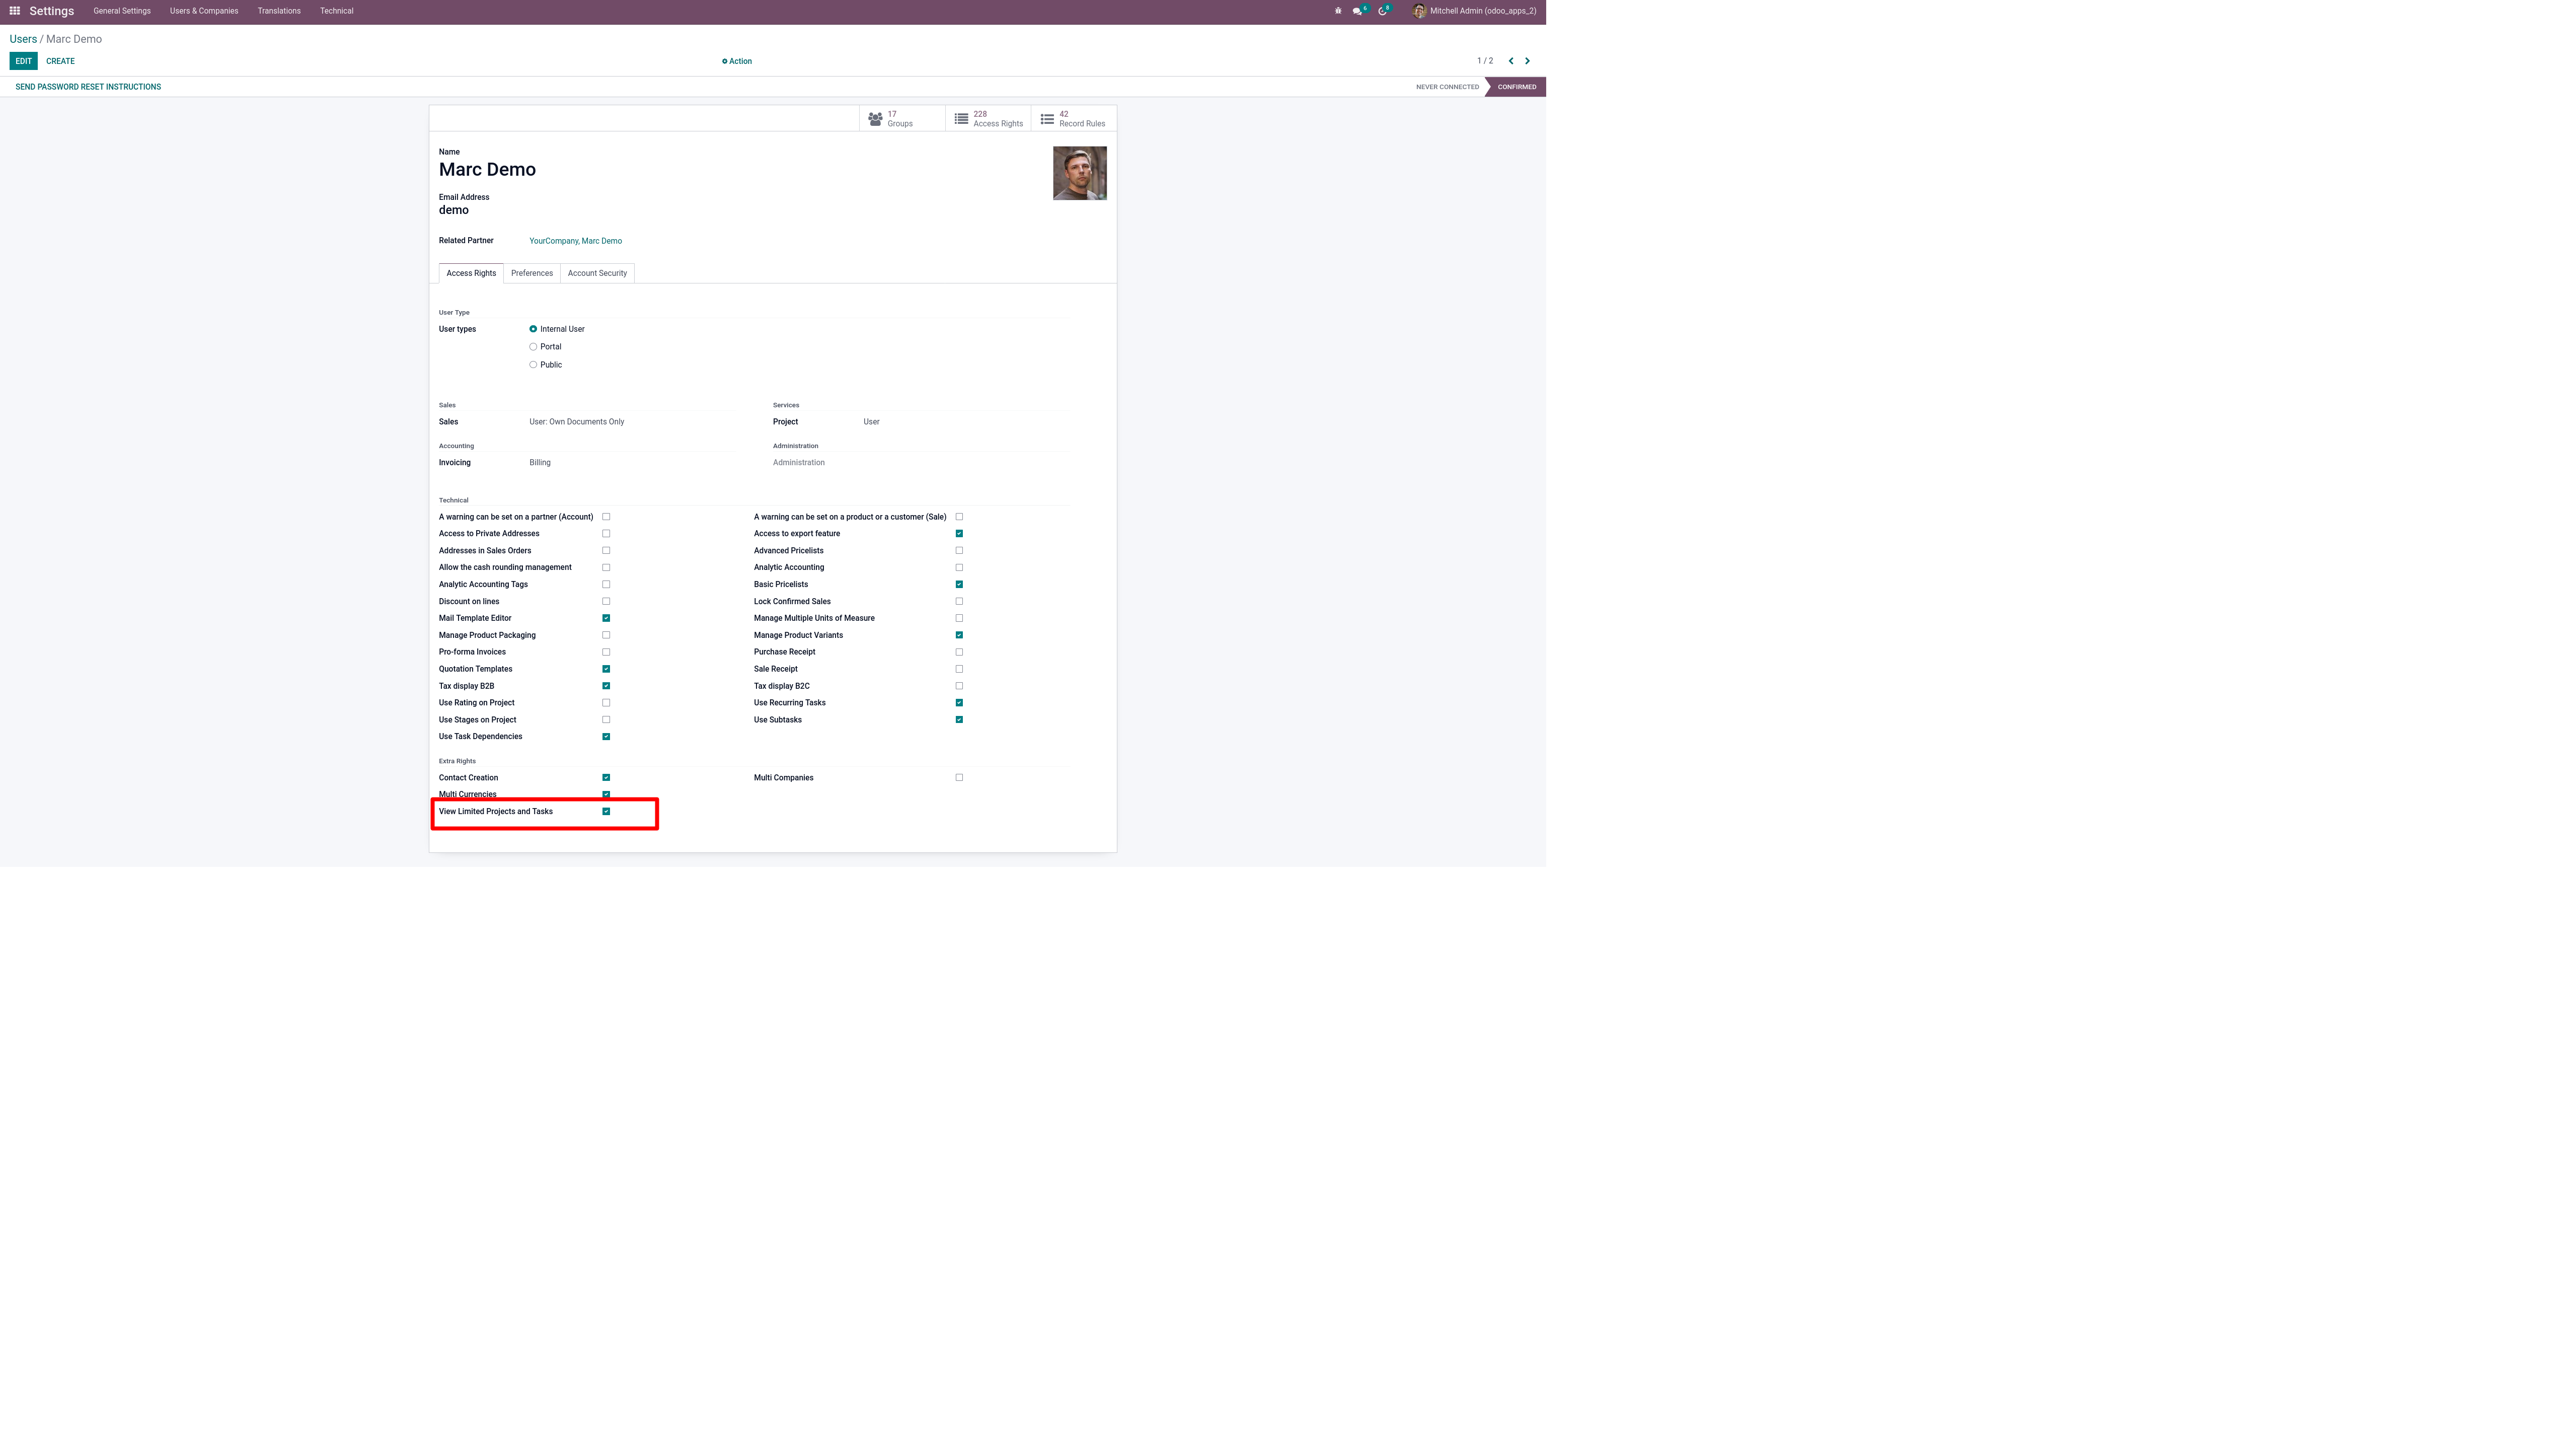 Settings General Settings Users & Companies Translations Technical 6 8 Mitchell Admin (odoo_apps_2)
Users / Marc Demo
EDIT CREATE Action 1 / 2
SEND PASSWORD RESET INSTRUCTIONS NEVER CONNECTED CONFIRMED
17 228 42
Groups Access Rights Record Rules
Name
Marc Demo
Email Address
demo
Related Partner YourCompany, Marc Demo
Access Rights Preferences Account Security
User Type
User types Internal User
Portal
Public
Sales Services
Sales User: Own Documents Only Project User
Accounting Administration
Invoicing Billing Administration
Technical
A warning can be set on a partner (Account) A warning can be set on a product or a customer (Sale)
Access to Private Addresses Access to export feature
Addresses in Sales Orders Advanced Pricelists
Allow the cash rounding management Analytic Accounting
Analytic Accounting Tags Basic Pricelists
Discount on lines Lock Confirmed Sales
Mail Template Editor Manage Multiple Units of Measure
Manage Product Packaging Manage Product Variants
Pro-forma Invoices Purchase Receipt
Quotation Templates Sale Receipt
Tax display B2B Tax display B2C
Use Rating on Project Use Recurring Tasks
Use Stages on Project Use Subtasks
Use Task Dependencies
Extra Rights
Contact Creation Multi Companies
Multi Currencies
View Limited Projects and Tasks